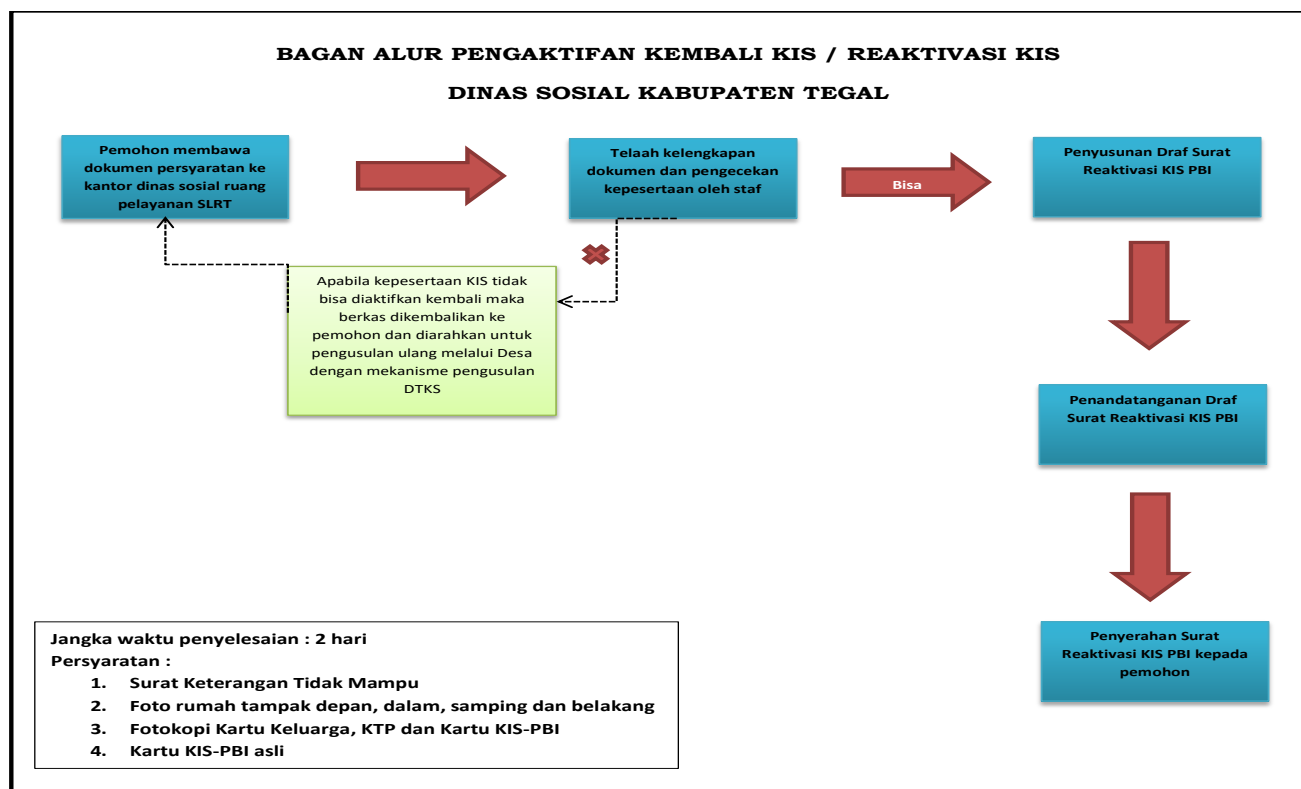 BAGAN ALUR PENGAKTIFAN KEMBALI KIS / REAKTIVASI KIS
DINAS SOSIAL KABUPATEN TEGAL
Pemohon membawa
dokumen persyaratan ke
kantor dinas sosial ruang
pelayanan SLRT
Telaah kelengkapan
dokumen dan pengecekan
kepesertaan oleh staf
Bisa
Penyusunan Draf Surat
Reaktivasi KIS PBI
Apabila kepesertaan KIS tidak
bisa diaktifkan kembali maka
berkas dikembalikan ke
pemohon dan diarahkan untuk
pengusulan ulang melalui Desa
dengan mekanisme pengusulan
DTKS
Penandatanganan Draf
Surat Reaktivasi KIS PBI
Penyerahan Surat
Reaktivasi KIS PBI kepada
pemohon
Jangka waktu penyelesaian : 2 hari
Persyaratan :
1. Surat Keterangan Tidak Mampu
2. Foto rumah tampak depan, dalam, samping dan belakang
3. Fotokopi Kartu Keluarga, KTP dan Kartu KIS-PBI
4. Kartu KIS-PBI asli